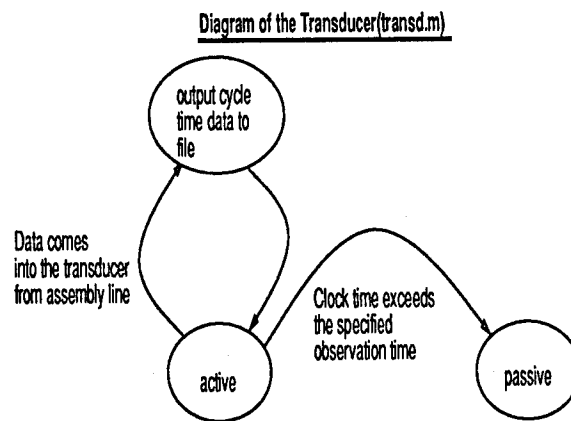 Diagram of the Transducer(transd.m)
output cycle
time data to
file
Data comes
into the transducer
from assembly line
Clock time exceeds
the specified
observation time
active
passive